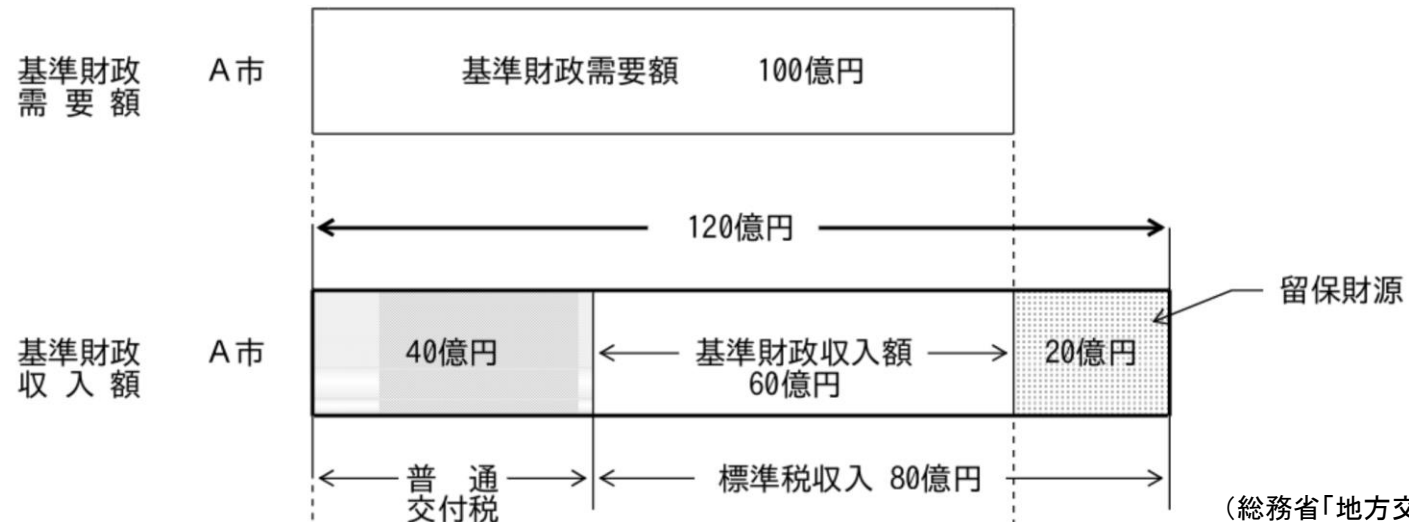 基準財政
需 要 額
A市
基準財政需要額 100億円
120億円
留保財源
基準財政
収 入 額
A市
40億円
基準財政収入額
60億円
20億円
普 通
交付税
標準税収入 80億円
(総務省「地方交